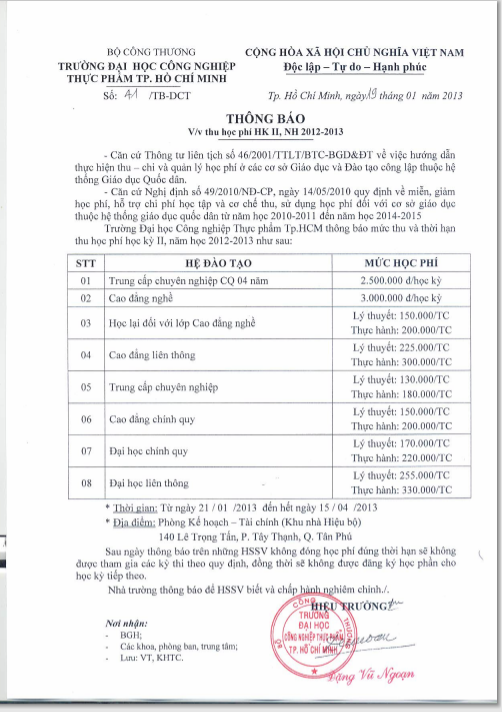 BỘ CÔNG THƯƠNG
TRƯỜNG ĐẠI HỌC CÔNG NGHIỆP
THỰC PHẨM TP. HỒ CHÍ MINH
Số: 41 /TB-DCT
CỘNG HÒA XÃ HỘI CHỦ NGHĨA VIỆT NAM
Độc lập – Tự do – Hạnh phúc
Tp. Hồ Chí Minh, ngày 19 tháng 01 năm 2013
THÔNG BÁO
V/v thu học phí HK II, NH 2012-2013
- Căn cứ Thông tư liên tịch số 46/2001/TTLT/BTC-BGD&ĐT về việc hướng dẫn
thực hiện thu – chi và quản lý học phí ở các cơ sở Giáo dục và Đào tạo công lập thuộc hệ
thống Giáo dục Quốc dân.
- Căn cứ Nghị định số 49/2010/NĐ-CP, ngày 14/05/2010 quy định về miễn, giảm
học phí, hỗ trợ chi phí học tập và cơ chế thu, sử dụng học phí đối với cơ sở giáo dục
thuộc hệ thống giáo dục quốc dân từ năm học 2010-2011 đến năm học 2014-2015
Trường Đại học Công nghiệp Thực phẩm Tp.HCM thông báo mức thu và thời hạn
thu học phí học kỳ II, năm học 2012-2013 như sau:
STT HỆ ĐÀO TẠO MỨC HỌC PHÍ
01 Trung cấp chuyên nghiệp CQ 04 năm 2.500.000 đ/học kỳ
02 Cao đẳng nghề 3.000.000 đ/học kỳ
03 Học lại đối với lớp Cao đẳng nghề Lý thuyết: 150.000/TC
Thực hành: 200.000/TC
04 Cao đẳng liên thông Lý thuyết: 225.000/TC
Thực hành: 300.000/TC
05 Trung cấp chuyên nghiệp Lý thuyết: 130.000/TC
Thực hành: 180.000/TC
06 Cao đẳng chính quy Lý thuyết: 150.000/TC
Thực hành: 200.000/TC
07 Đại học chính quy Lý thuyết: 170.000/TC
Thực hành: 220.000/TC
08 Đại học liên thông Lý thuyết: 255.000/TC
Thực hành: 330.000/TC
* Thời gian: Từ ngày 21 / 01 /2013 đến hết ngày 15 / 04 /2013
* Địa điểm: Phòng Kế hoạch – Tài chính (Khu nhà Hiệu bộ)
140 Lê Trọng Tấn, P. Tây Thạnh, Q. Tân Phú
Sau ngày thông báo trên những HSSV không đóng học phí đúng thời hạn sẽ không
được tham gia các kỳ thi theo quy định, đồng thời sẽ không được đăng ký học phần cho
học kỳ tiếp theo.
Nhà trường thông báo để HSSV biết và chấp hành nghiêm chỉnh./.
HIỆU TRƯỞNG
Nơi nhận:
- BGH;
- Các khoa, phòng ban, trung tâm;
- Lưu: VT, KHTC.
TRƯỜNG
ĐẠI HỌC
CÔNG NGHIỆP THỰC PHẨM
TP. HỒ CHÍ MINH
Đặng Vũ Ngoạn